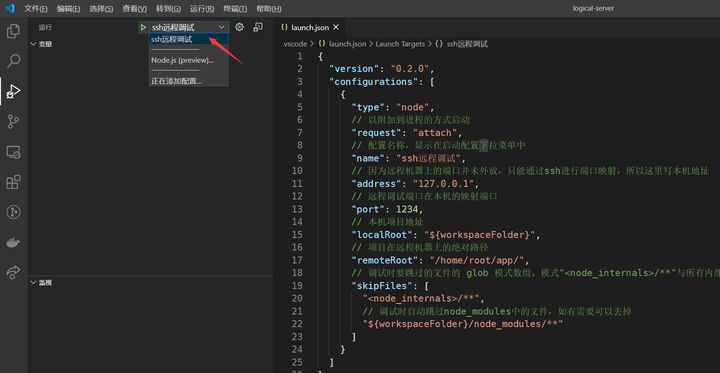 文件(F) 编辑(E) 选择(S) 查看(V) 转到(G) 运行(R) 终端(T) 帮助(H) logical-server
运行 ssh远程调试
变量
ssh远程调试
Node.js (preview)...
正在添加配置...
监视
launch.json
.vscode > launch.json > Launch Targets > ssh远程调试
1 {
2 "version": "0.2.0",
3 "configurations": [
4 {
5 "type": "node",
6 // 以附加到进程的方式启动
7 "request": "attach",
8 // 配置名称，显示在启动配置下拉菜单中
9 "name": "ssh远程调试",
10 // 因为远程机器上的端口并未外放，只能通过ssh进行端口映射，所以这里写本机地址
11 "address": "127.0.0.1",
12 // 远程调试端口在本机的映射端口
13 "port": 1234,
14 // 本机项目地址
15 "localRoot": "${workspaceFolder}",
16 // 项目在远程机器上的绝对路径
17 "remoteRoot": "/home/root/app/",
18 // 调试时要跳过的文件的 glob 模式数组。模式"<node_internals>/**"与所有内部
19 "skipFiles": [
20 "<node_internals>/**",
21 // 调试时自动跳过node_modules中的文件，如有需要可以去掉
22 "${workspaceFolder}/node_modules/**"
23 ]
24 }
25 ]